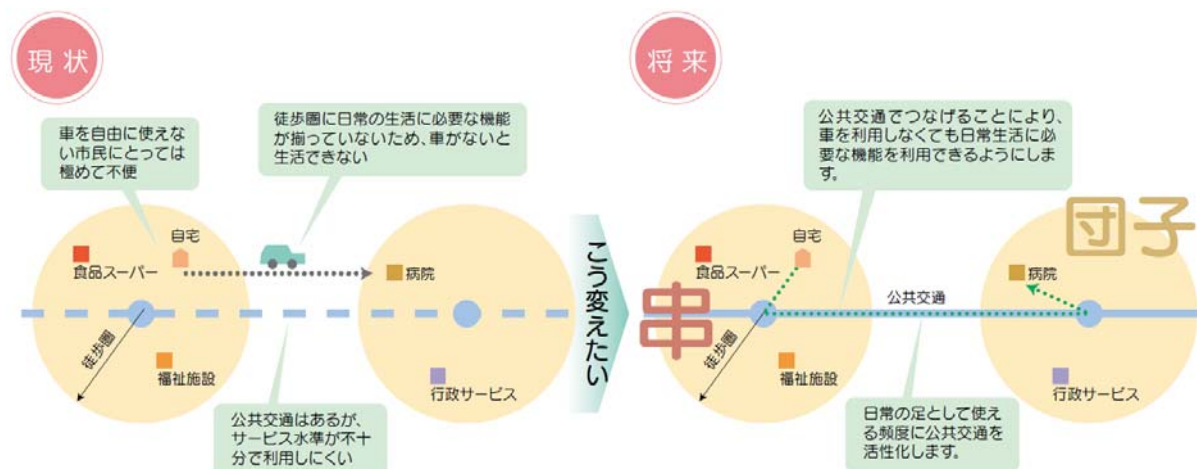 現状
車を自由に使えな
い市民にとっては
極めて不便
徒歩圏に日常の生活に必要な機能
が揃っていないため、車がないと
生活できない
自宅
食品スーパー
病院
徒歩圏
福祉施設
行政サービス
公共交通はあるが、
サービス水準が不十
分で利用しにくい
こう変えたい
将来
公共交通でつなげることにより、
車を利用しなくても日常生活に必
要な機能を利用できるようにしま
す。
団子
自宅
食品スーパー
病院
公共交通
串
徒歩圏
福祉施設
行政サービス
日常の足として使え
る頻度に公共交通を
活性化します。